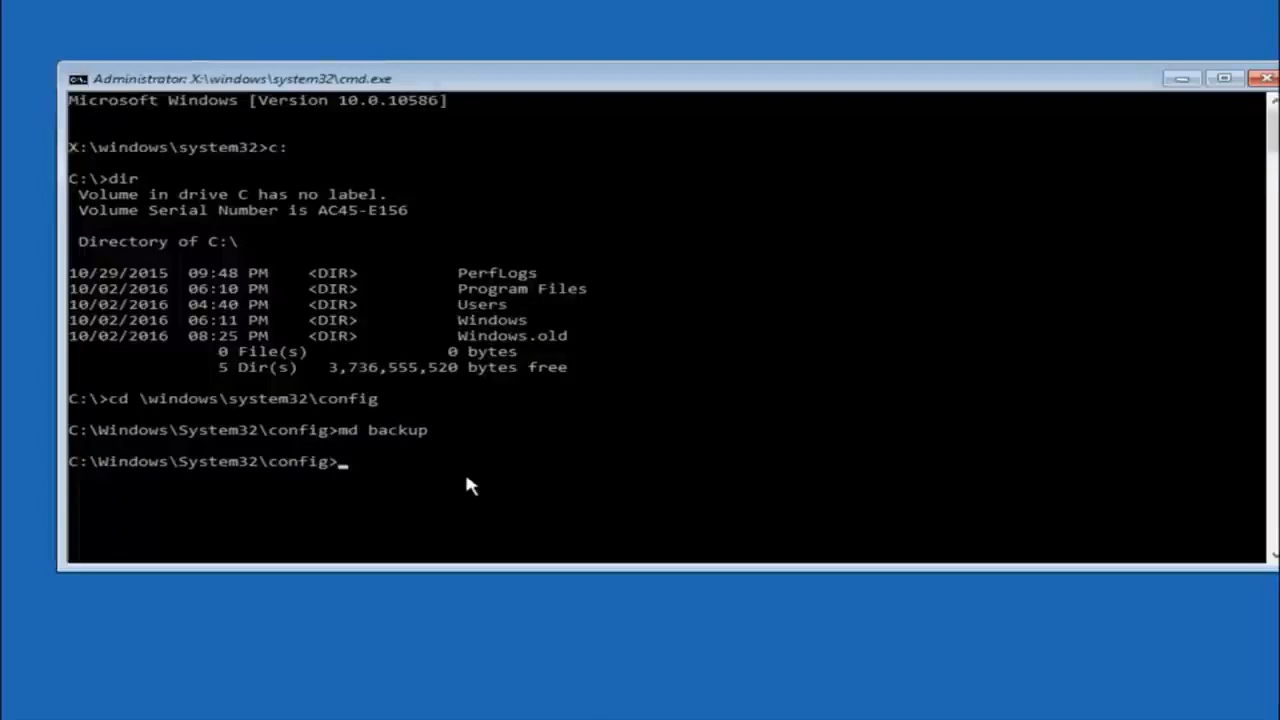 Administrator: X:\windows\system32\cmd.exe
Microsoft Windows [Version 10.0.10586]
X:\windows\system32>c:
C:\>dir
Volume in drive C has no label.
Volume Serial Number is AC45-E156
Directory of C:\
10/29/2015 09:48 PM <DIR> PerfLogs
10/02/2016 06:10 PM <DIR> Program Files
10/02/2016 04:40 PM <DIR> Users
10/02/2016 06:11 PM <DIR> Windows
10/02/2016 08:25 PM <DIR> Windows.old
0 File(s) 0 bytes
5 Dir(s) 3,736,555,520 bytes free
C:\>cd \windows\system32\config
C:\Windows\System32\config>md backup
C:\Windows\System32\config>_